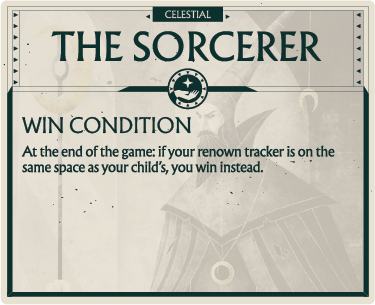 CELESTIAL
THE SORCERER
WIN CONDITION
At the end of the game: if your renown tracker is on the
same space as your child's, you win instead.